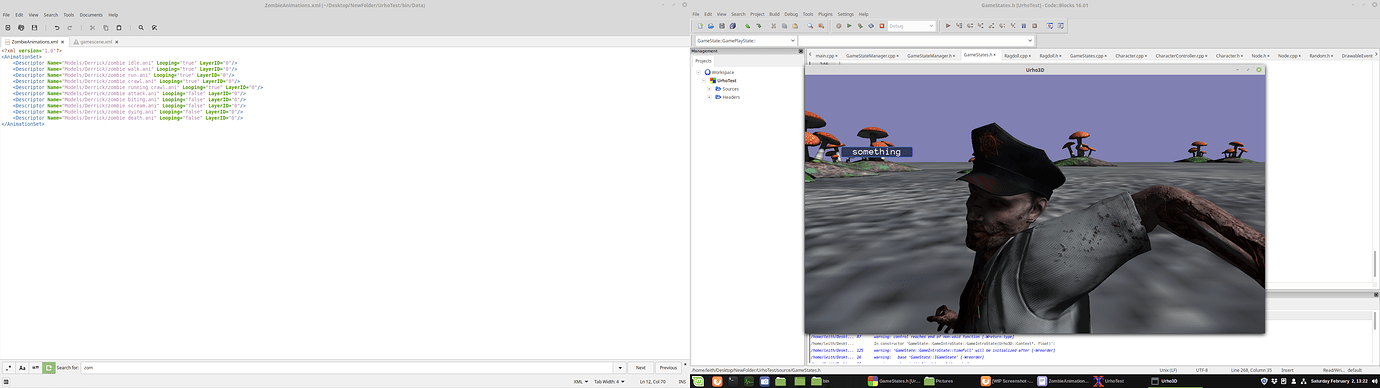 ZombieAnimations.xml (~/Desktop/NewFolder/UrhoTest/bin/Data)
File Edit View Search Tools Documents Help
ZombieAnimations.xml gamescene.xml
<?xml version="1.0"?>
<AnimationSet>
<Descriptor Name="Models/Derrick/zombie idle.ani" Looping="true" LayerID="0"/>
<Descriptor Name="Models/Derrick/zombie walk.ani" Looping="true" LayerID="0"/>
<Descriptor Name="Models/Derrick/zombie run.ani" Looping="true" LayerID="0"/>
<Descriptor Name="Models/Derrick/zombie crawl.ani" Looping="true" LayerID="0"/>
<Descriptor Name="Models/Derrick/zombie running crawl.ani" Looping="true" LayerID="0"/>
<Descriptor Name="Models/Derrick/zombie attack.ani" Looping="false" LayerID="0"/>
<Descriptor Name="Models/Derrick/zombie biting.ani" Looping="false" LayerID="0"/>
<Descriptor Name="Models/Derrick/zombie scream.ani" Looping="false" LayerID="0"/>
<Descriptor Name="Models/Derrick/zombie dying.ani" Looping="false" LayerID="0"/>
<Descriptor Name="Models/Derrick/zombie death.ani" Looping="false" LayerID="0"/>
</AnimationSet>
Search for: zom Next Previous
XML Tab Width: 4 Ln 12, Col 70 INS
GameStates.h [UrhoTest] - Code::Blocks 16.01
File Edit View Search Project Build Debug Tools Plugins Settings Help
Debug
GameState::GamePlayState::
Management
Projects
Workspace
UrhoTest
Sources
Headers
main.cpp GameStateManager.cpp GameStateManager.h GameStates.h Ragdoll.cpp Ragdoll.h GameStates.cpp Character.cpp CharacterController.cpp Character.h Node.h Node.cpp Random.h DrawableEvent
Urho3D
something
/home/leith/Deskt... 87 warning: control reaches end of non-void function [-Wreturn-type]
/home/leith/Deskt... In constructor 'GameState::GameIntroState::GameIntroState(Urho3D::Context*, float)':
/home/leith/Deskt... 125 warning: 'GameState::GameIntroState::timeFull' will be initialized after [-Wreorder]
/home/leith/Deskt... 26 warning: base 'GameState::IGameState' [-Wreorder]
/home/leith/Desktop/NewFolder/UrhoTest/source/GameStates.h Unix (LF) UTF-8 Line 268, Column 35 Insert Read/Wri... default
bin GameStates.h [Ur... Pictures [WIP Screenshot -... ZombieAnimation... UrhoTest Urho3D Saturday February 2, 13:22